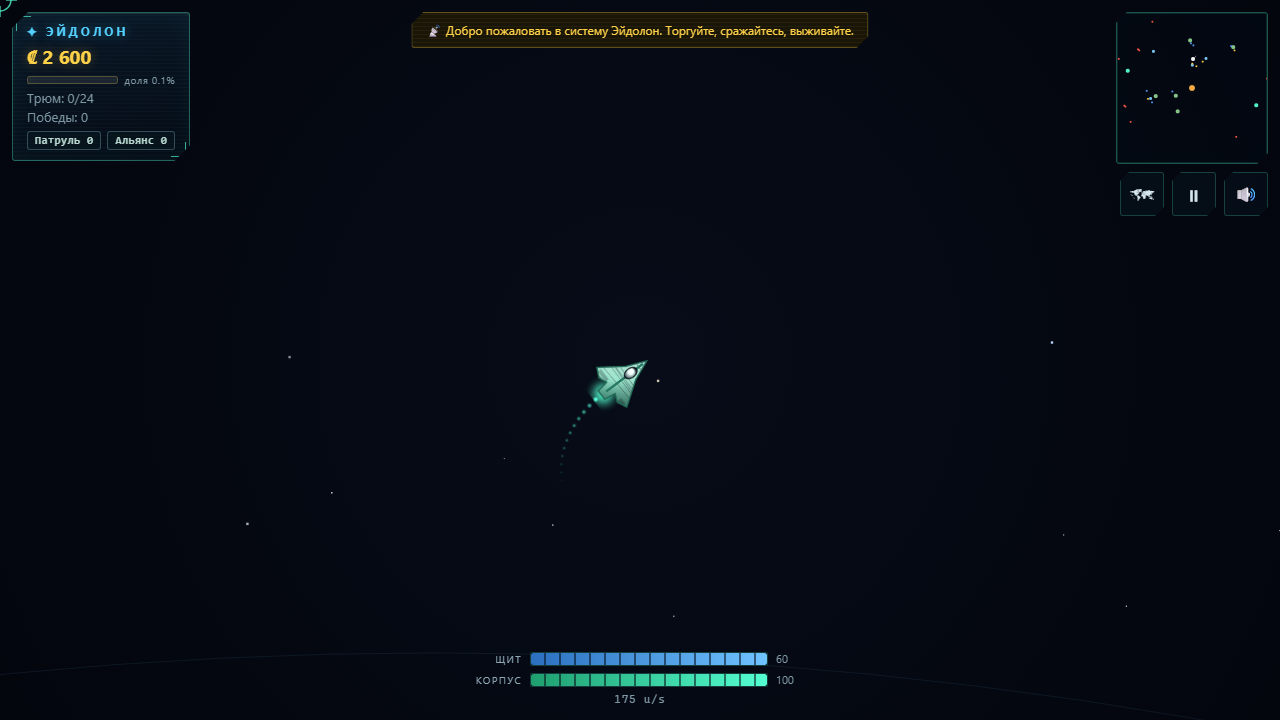 ✦ ЭЙДОЛОН
₡ 2 600
доля 0.1%
Трюм: 0/24
Победы: 0
Патруль 0 Альянс 0
Добро пожаловать в систему Эйдолон. Торгуйте, сражайтесь, выживайте.
ЩИТ 60
КОРПУС 100
175 u/s